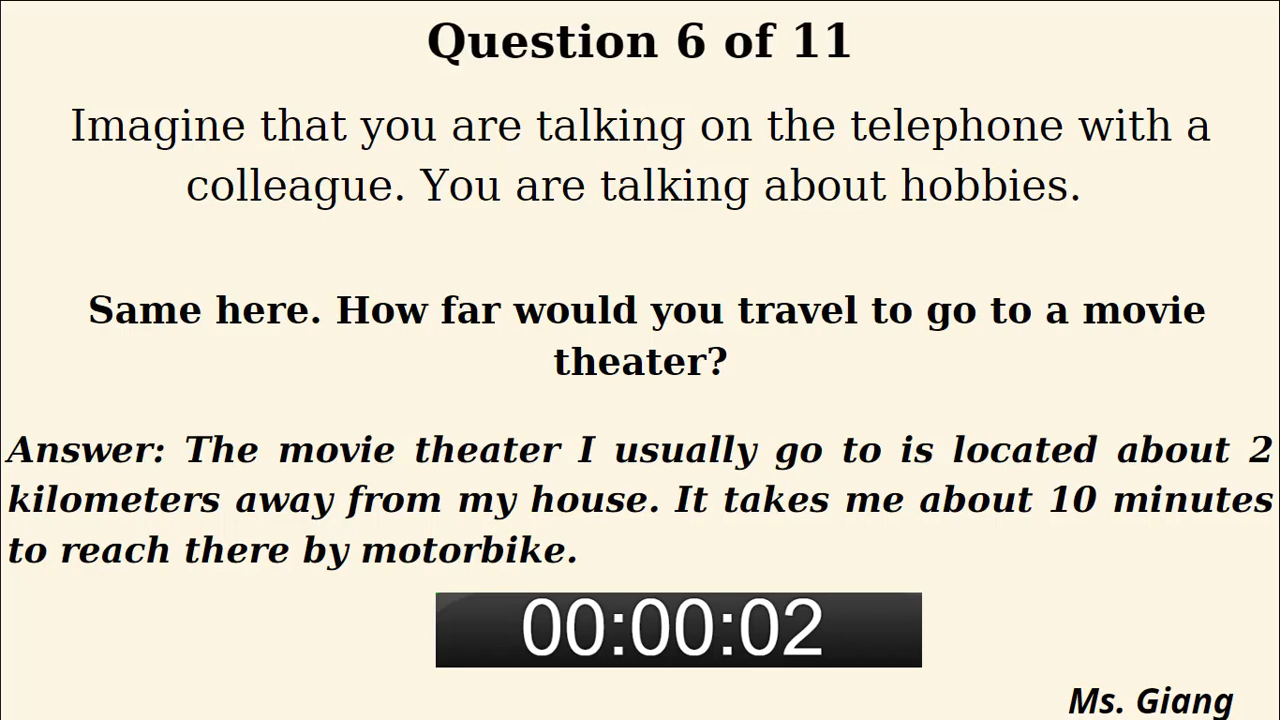 Question 6 of 11
Imagine that you are talking on the telephone with a
colleague. You are talking about hobbies.
Same here. How far would you travel to go to a movie
theater?
Answer: The movie theater I usually go to is located about 2
kilometers away from my house. It takes me about 10 minutes
to reach there by motorbike.
00:00:02
Ms. Giang